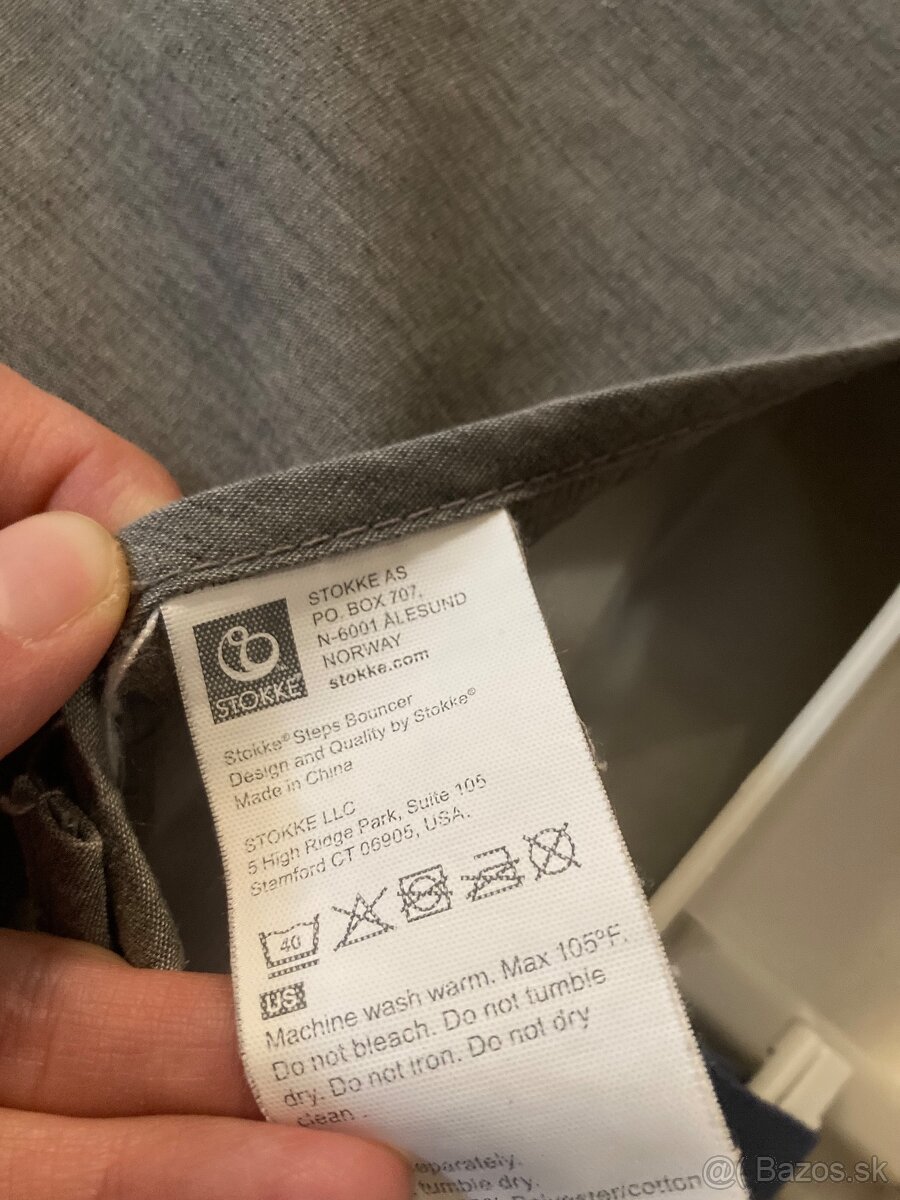 STOKKE AS
PO. BOX 707,
N-6001 ÅLESUND
NORWAY
stokke.com
STOKKE
Stokke® Steps Bouncer
Design and Quality by Stokke®
Made in China
STOKKE LLC
5 High Ridge Park, Suite 105
Stamford CT 06905, USA.
40
US
Machine wash warm. Max 105°F.
Do not bleach. Do not tumble
dry. Do not iron. Do not dry
clean.
separately.
tumble dry.
Polyester/cotton
@( Bazos.sk